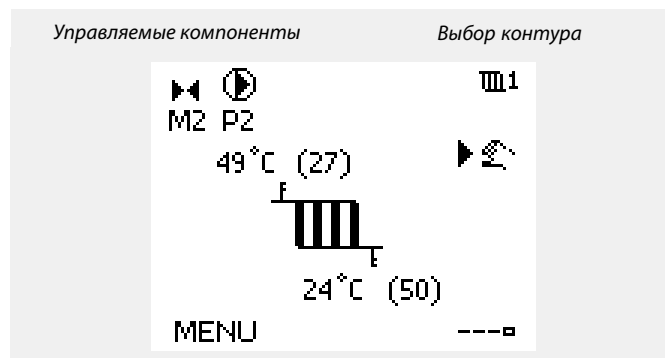 Управляемые компоненты Выбор контура
1
M2 P2
49°C (27)
24°C (50)
MENU